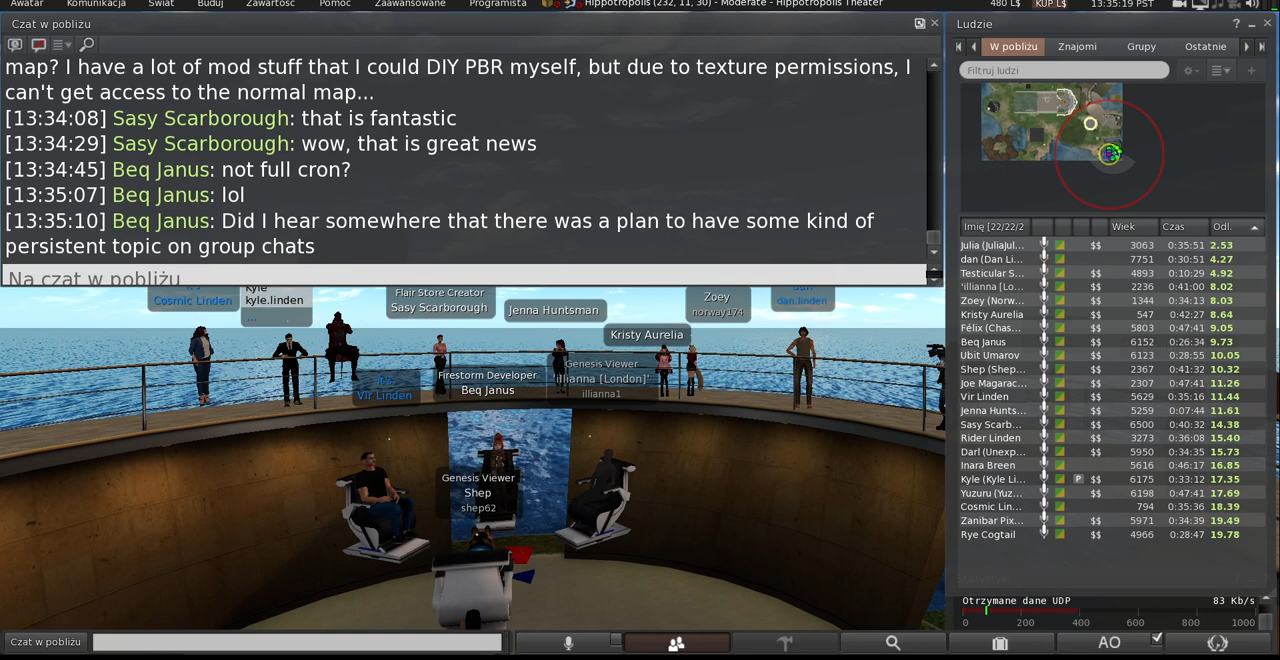 Awatar Komunikacja Świat Buduj Zawartość Pomoc Zaawansowane Programista Hippotropolis (232, 11, 30) - Moderate - Hippotropolis Theater 480 L$ KUP L$ 13:35:19 PST
Czat w pobliżu
map? I have a lot of mod stuff that I could DIY PBR myself, but due to texture permissions, I
can't get access to the normal map...
[13:34:08] Sasy Scarborough: that is fantastic
[13:34:29] Sasy Scarborough: wow, that is great news
[13:34:45] Beq Janus: not full cron?
[13:35:07] Beq Janus: lol
[13:35:10] Beq Janus: Did I hear somewhere that there was a plan to have some kind of
persistent topic on group chats
Na czat w pobliżu
Cosmic Linden
Kyle
kyle.linden
...
Flair Store Creator
Sasy Scarborough
Jenna Huntsman
Zoey
norway174
dan.linden
Kristy Aurelia
It's
Vir Linden
Firestorm Developer
Beq Janus
Genesis Viewer
'illianna [London]'
illianna1
Genesis Viewer
Shep
shep62
Ludzie
? _ ×
W pobliżu Znajomi Grupy Ostatnie
Filtruj ludzi
Imię [22/22/2 Wiek Czas Odl.
Julia (JuliaJul... $$ 3063 0:35:51 2.53
dan (Dan Li... 7751 0:30:51 4.27
Testicular S... $$ 4893 0:10:29 4.92
'illianna [Lo... $$ 2236 0:41:00 8.02
Zoey (Norw... $$ 1344 0:34:13 8.03
Kristy Aurelia $$ 547 0:42:27 8.64
Félix (Chas... $$ 5803 0:47:41 9.05
Beq Janus $$ 6152 0:26:34 9.73
Ubit Umarov $$ 6123 0:28:55 10.05
Shep (Shep... $$ 2367 0:41:32 10.32
Joe Magarac... $$ 2307 0:47:41 11.26
Vir Linden $$ 5629 0:35:16 11.44
Jenna Hunts... $$ 5259 0:07:44 11.61
Sasy Scarb... $$ 6500 0:40:32 14.38
Rider Linden $$ 3273 0:36:08 15.40
Darl (Unexp... $$ 5950 0:34:35 15.73
Inara Breen 5616 0:46:17 16.85
Kyle (Kyle Li... P $$ 6175 0:33:12 17.35
Yuzuru (Yuz... $$ 6198 0:47:41 17.69
Cosmic Lin... 794 0:35:36 18.39
Zanibar Pix... $$ 5971 0:34:39 19.49
Rye Cogtail $$ 4966 0:28:47 19.78
Otrzymane dane UDP 83 Kb/s
0 200 400 600 800 1000
Czat w pobliżu
AO